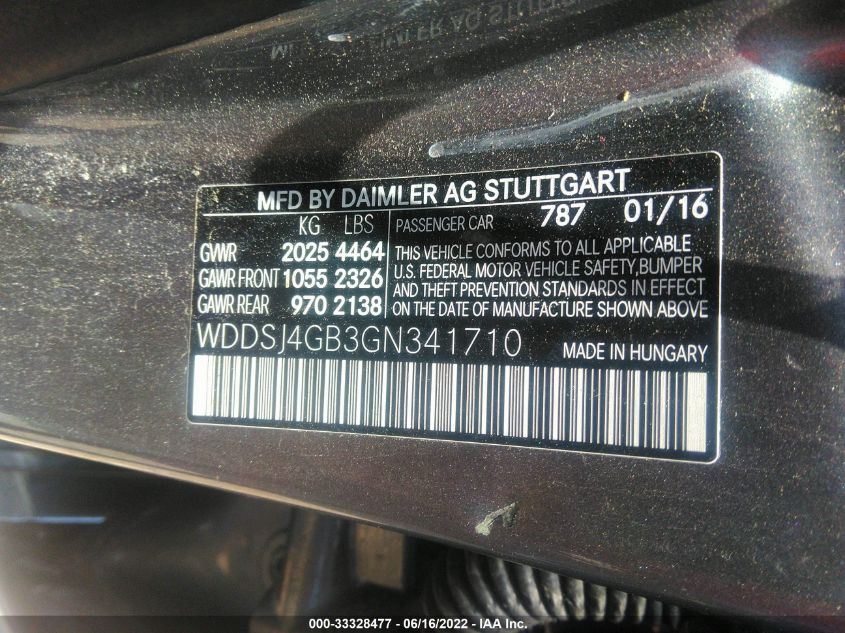 MFD BY DAIMLER AG STUTTGART
KG LBS
GVWR 2025 4464
GAWR FRONT 1055 2326
GAWR REAR 970 2138
PASSENGER CAR 787 01/16
THIS VEHICLE CONFORMS TO ALL APPLICABLE
U.S. FEDERAL MOTOR VEHICLE SAFETY,BUMPER
AND THEFT PREVENTION STANDARDS IN EFFECT
ON THE DATE OF MANUFACTURE SHOWN ABOVE
WDDSJ4GB3GN341710 MADE IN HUNGARY
000-33328477 - 06/16/2022 - IAA Inc.